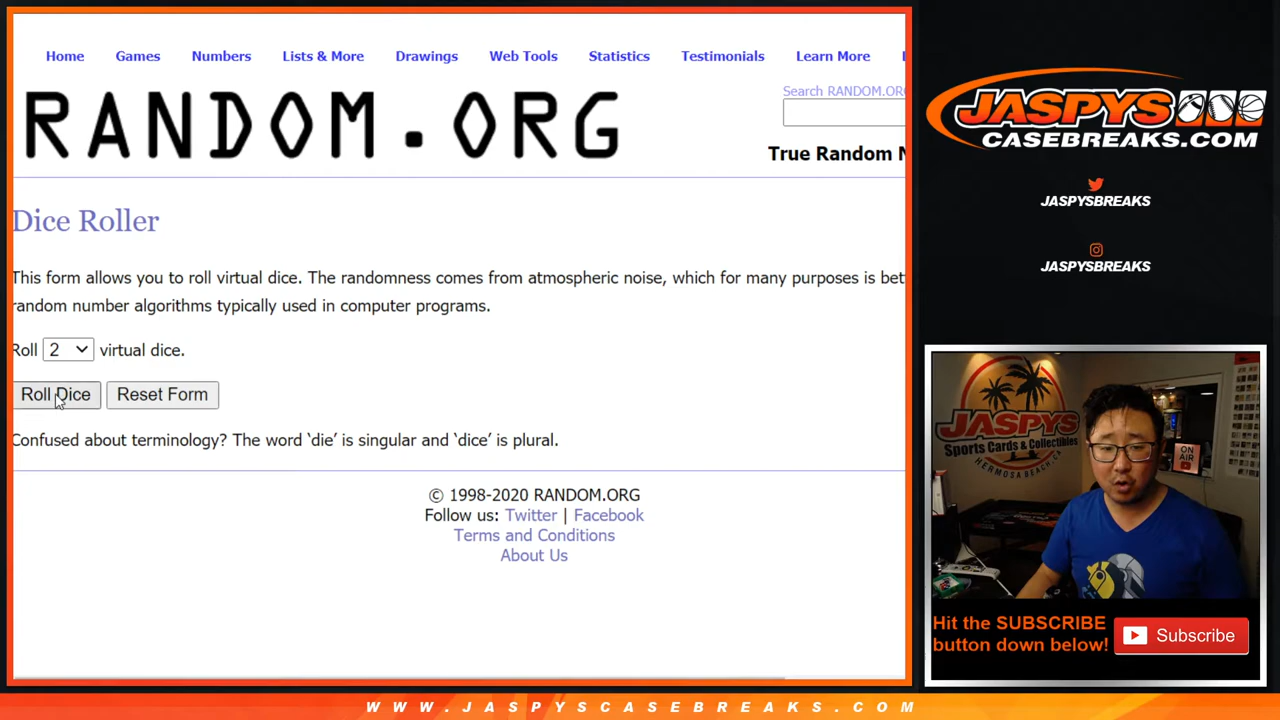 Home Games Numbers Lists & More Drawings Web Tools Statistics Testimonials Learn More
RANDOM.ORG
Search RANDOM.ORG
True Random N
Dice Roller
This form allows you to roll virtual dice. The randomness comes from atmospheric noise, which for many purposes is bet
random number algorithms typically used in computer programs.
Roll 2 virtual dice.
Roll Dice Reset Form
Confused about terminology? The word ‘die’ is singular and ‘dice’ is plural.
© 1998-2020 RANDOM.ORG
Follow us: Twitter | Facebook
Terms and Conditions
About Us
JASPYS
CASEBREAKS.COM
JASPYSBREAKS
JASPYSBREAKS
JASPYS
Sports Cards & Collectibles
HERMOSA BEACH, CA
ON
AIR
Hit the SUBSCRIBE
button down below!
Subscribe
WWW.JASPYSCASEBREAKS.COM